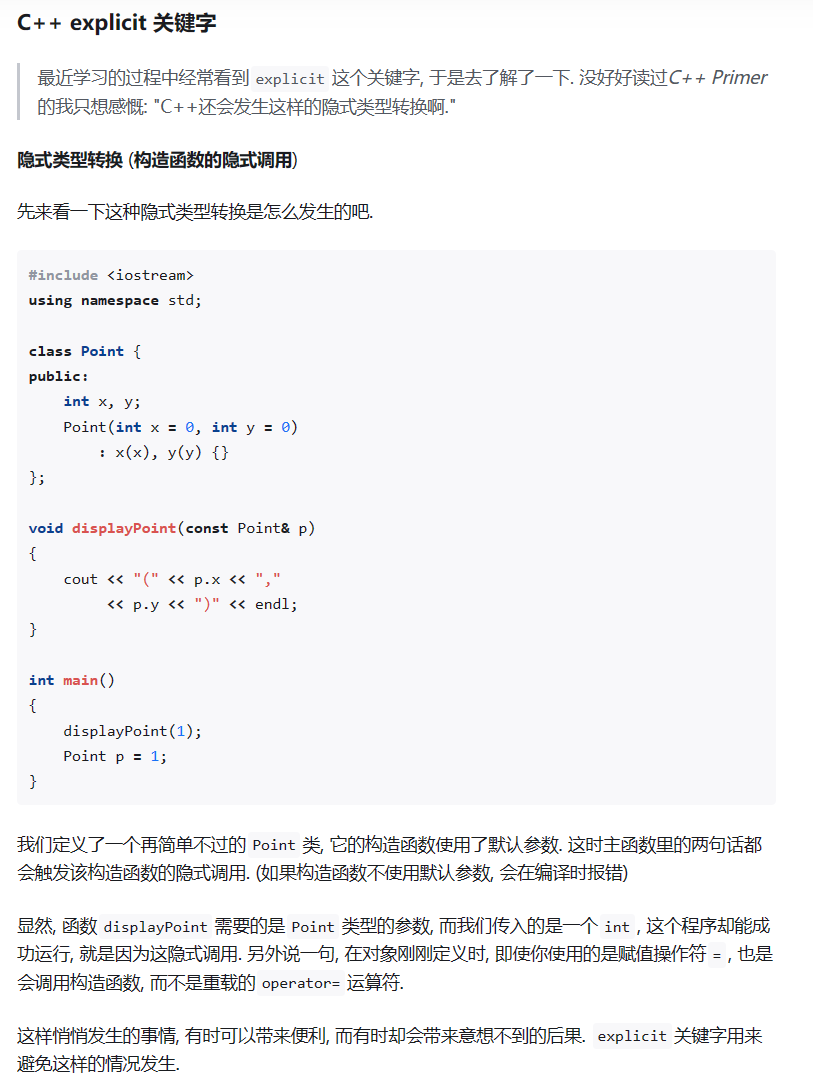 C++ explicit 关键字
最近学习的过程中经常看到 explicit 这个关键字, 于是去了解了一下. 没好好读过C++ Primer
的我只想感慨: "C++还会发生这样的隐式类型转换啊."
隐式类型转换 (构造函数的隐式调用)
先来看一下这种隐式类型转换是怎么发生的吧.
#include <iostream>
using namespace std;
class Point {
public:
    int x, y;
    Point(int x = 0, int y = 0)
        : x(x), y(y) {}
};
void displayPoint(const Point& p)
{
    cout << "(" << p.x << ","
         << p.y << ")" << endl;
}
int main()
{
    displayPoint(1);
    Point p = 1;
}
我们定义了一个再简单不过的 Point 类, 它的构造函数使用了默认参数. 这时主函数里的两句话都
会触发该构造函数的隐式调用. (如果构造函数不使用默认参数, 会在编译时报错)
显然, 函数 displayPoint 需要的是 Point 类型的参数, 而我们传入的是一个 int , 这个程序却能成
功运行, 就是因为这隐式调用. 另外说一句, 在对象刚刚定义时, 即使你使用的是赋值操作符 = , 也是
会调用构造函数, 而不是重载的 operator= 运算符.
这样悄悄发生的事情, 有时可以带来便利, 而有时却会带来意想不到的后果. explicit 关键字用来
避免这样的情况发生.